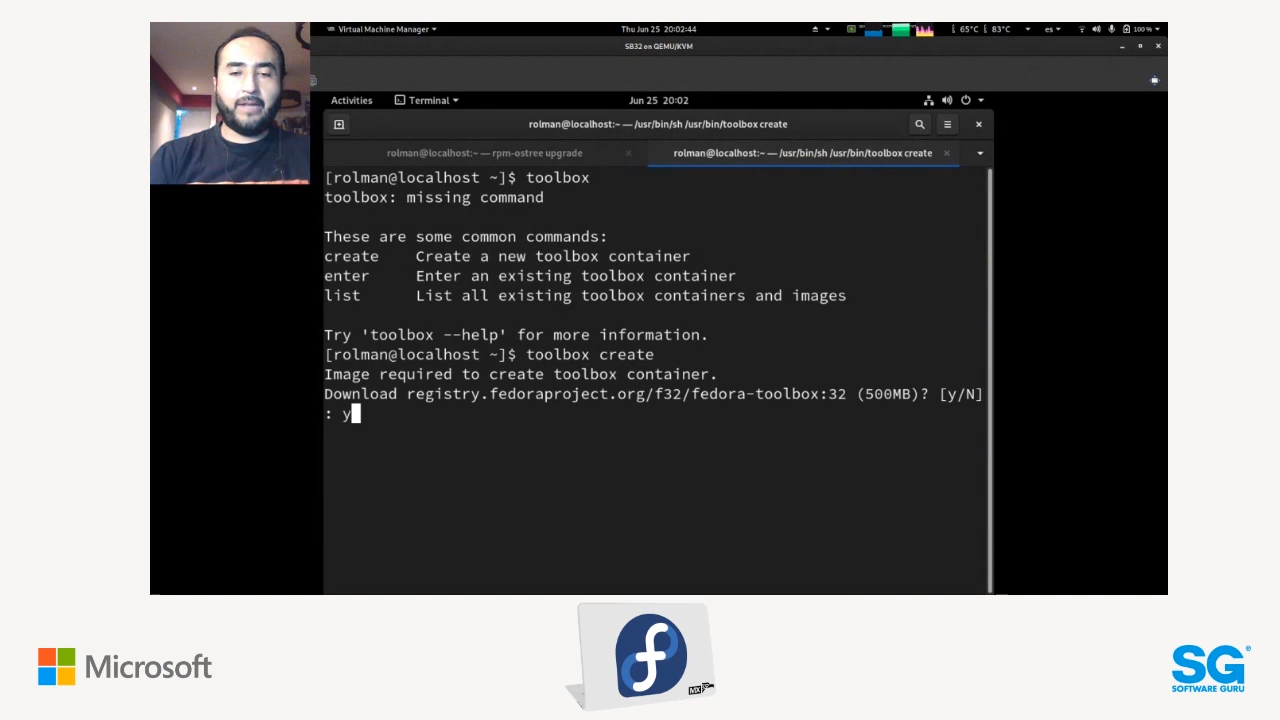 Virtual Machine Manager
Thu Jun 25 20:02:44
65°C 83°C
es
100 %
SB32 on QEMU/KVM
Activities
Terminal
Jun 25 20:02
rolman@localhost:~ — /usr/bin/sh /usr/bin/toolbox create
rolman@localhost:~ — rpm-ostree upgrade
rolman@localhost:~ — /usr/bin/sh /usr/bin/toolbox create
[rolman@localhost ~]$ toolbox
toolbox: missing command
These are some common commands:
create Create a new toolbox container
enter Enter an existing toolbox container
list List all existing toolbox containers and images
Try 'toolbox --help' for more information.
[rolman@localhost ~]$ toolbox create
Image required to create toolbox container.
Download registry.fedoraproject.org/f32/fedora-toolbox:32 (500MB)? [y/N]
: y
Microsoft
MX
SG
SOFTWARE GURU